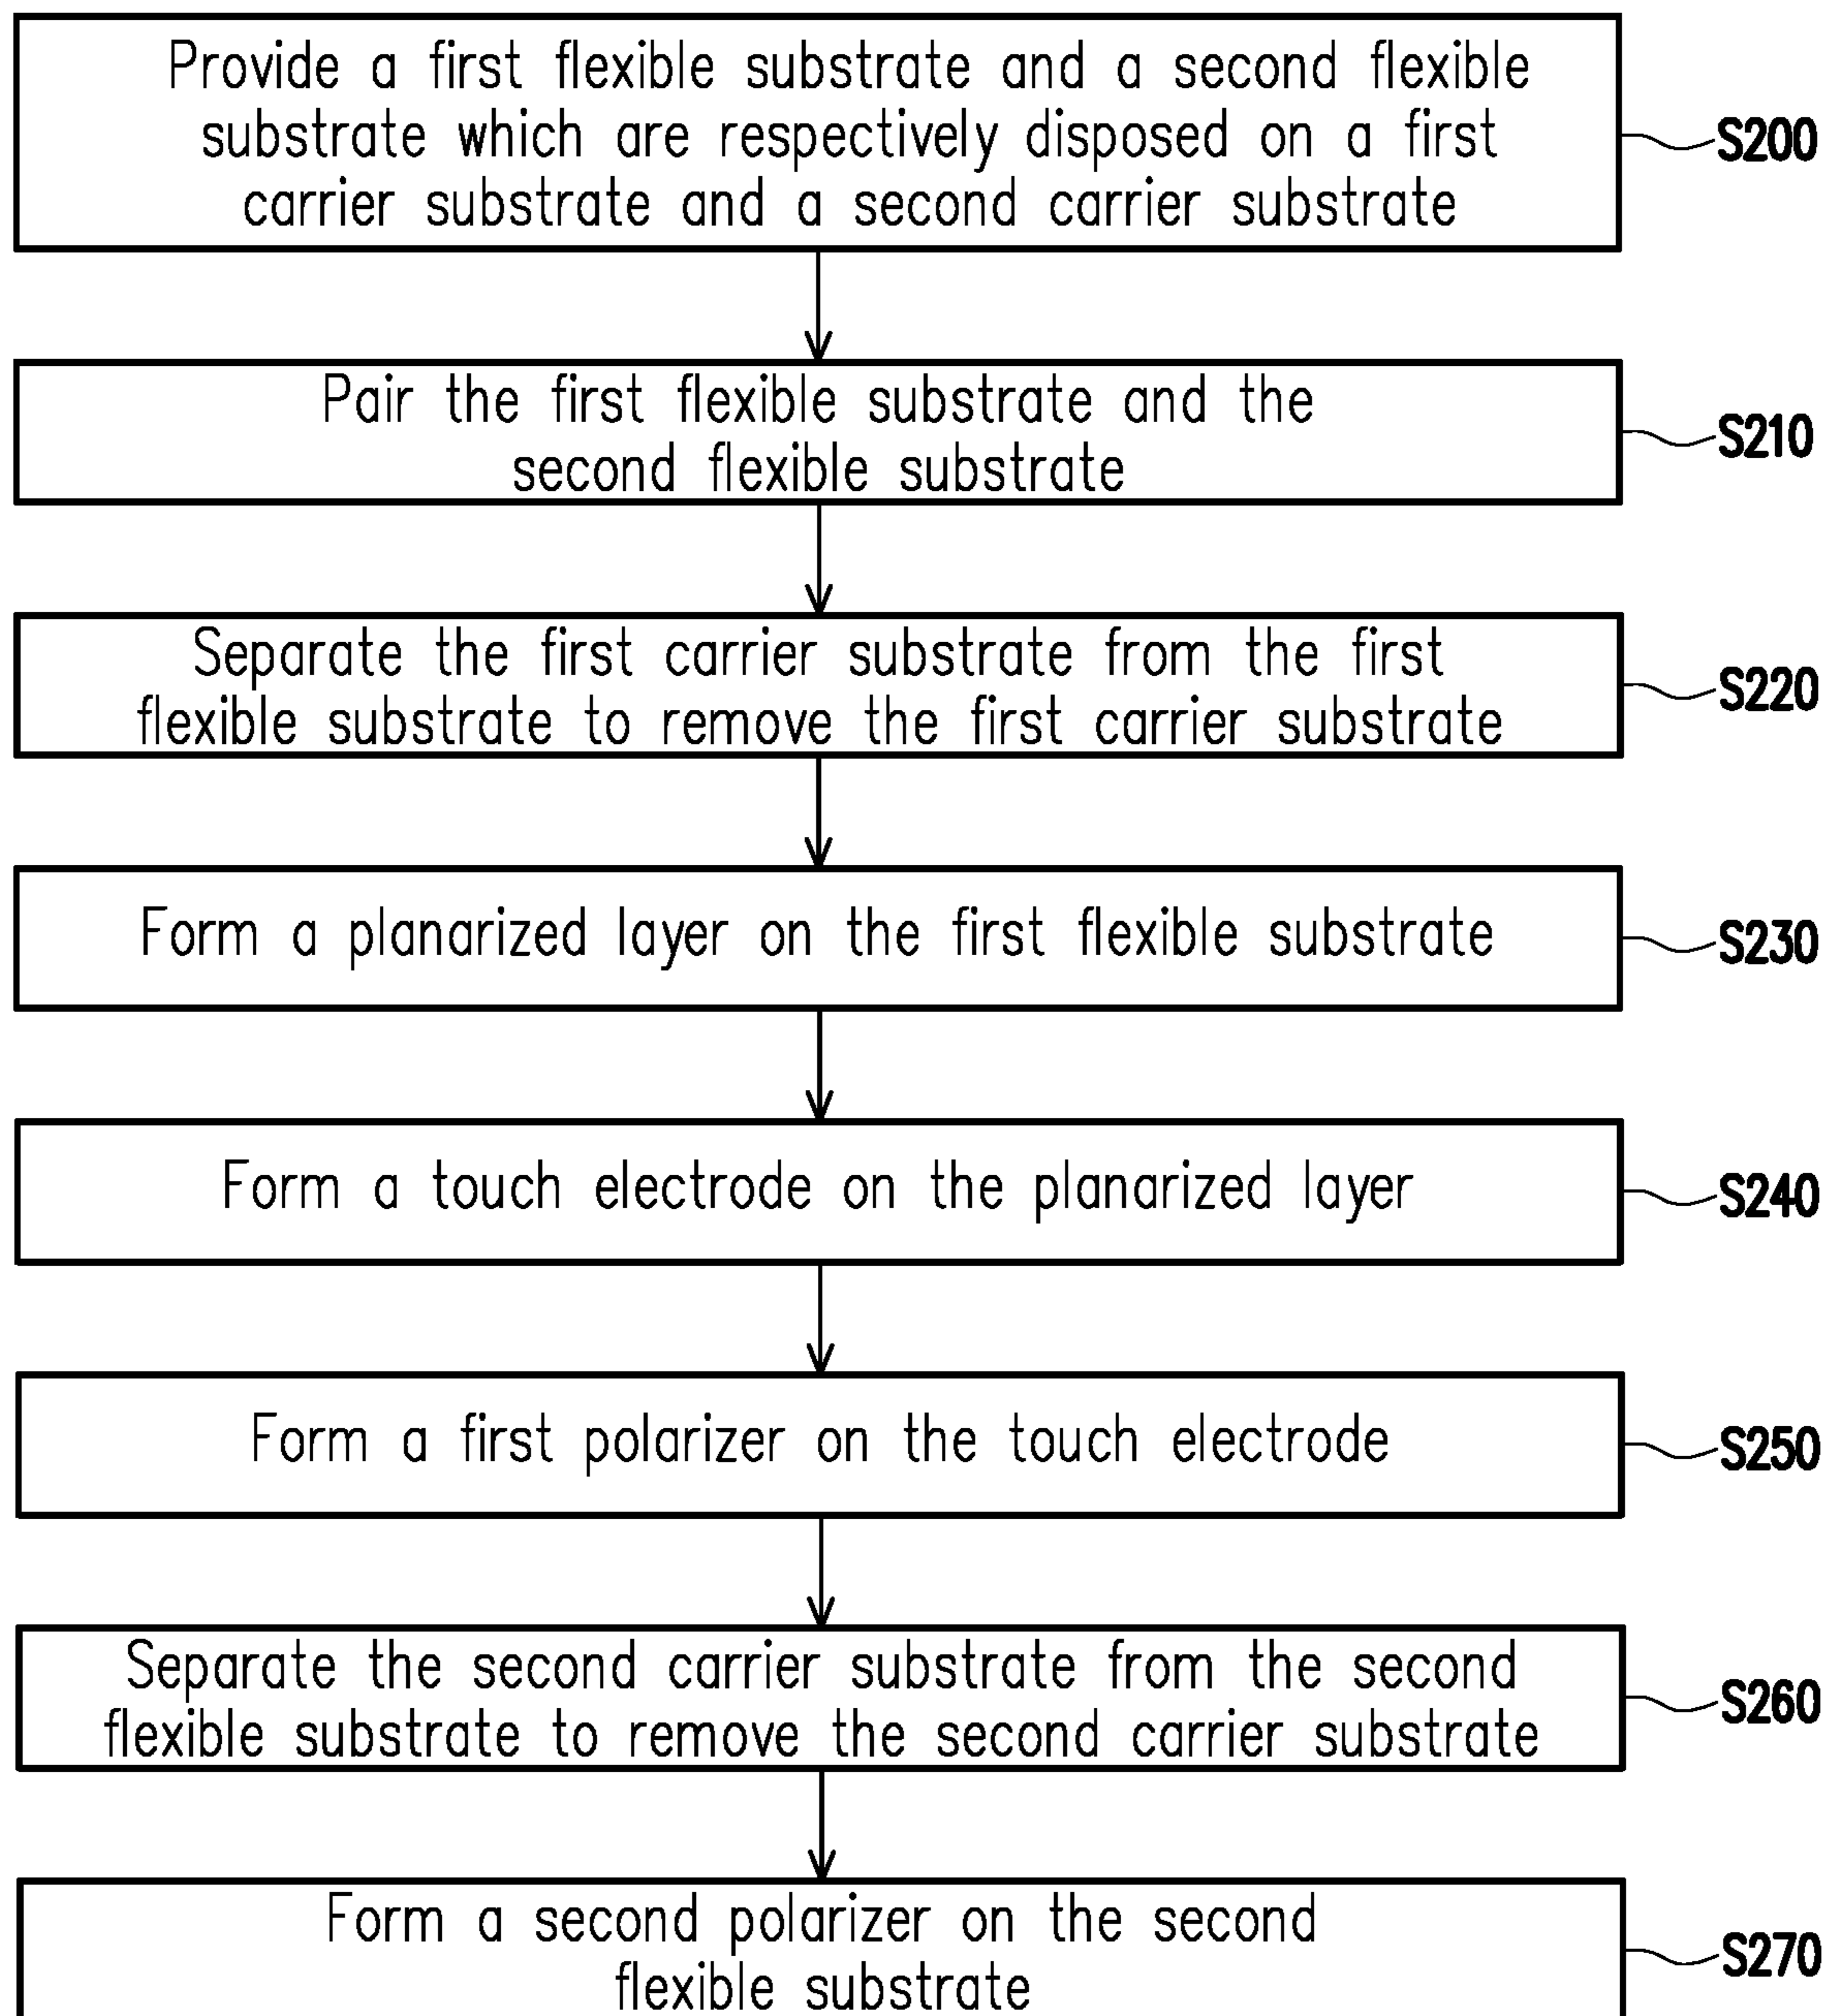 Provide a first flexible substrate and a second flexible
substrate which are respectively disposed on a first
carrier substrate and a second carrier substrate
S200
Pair the first flexible substrate and the
second flexible substrate
S210
Separate the first carrier substrate from the first
flexible substrate to remove the first carrier substrate
S220
Form a planarized layer on the first flexible substrate
S230
Form a touch electrode on the planarized layer
S240
Form a first polarizer on the touch electrode
S250
Separate the second carrier substrate from the second
flexible substrate to remove the second carrier substrate
S260
Form a second polarizer on the second
flexible substrate
S270